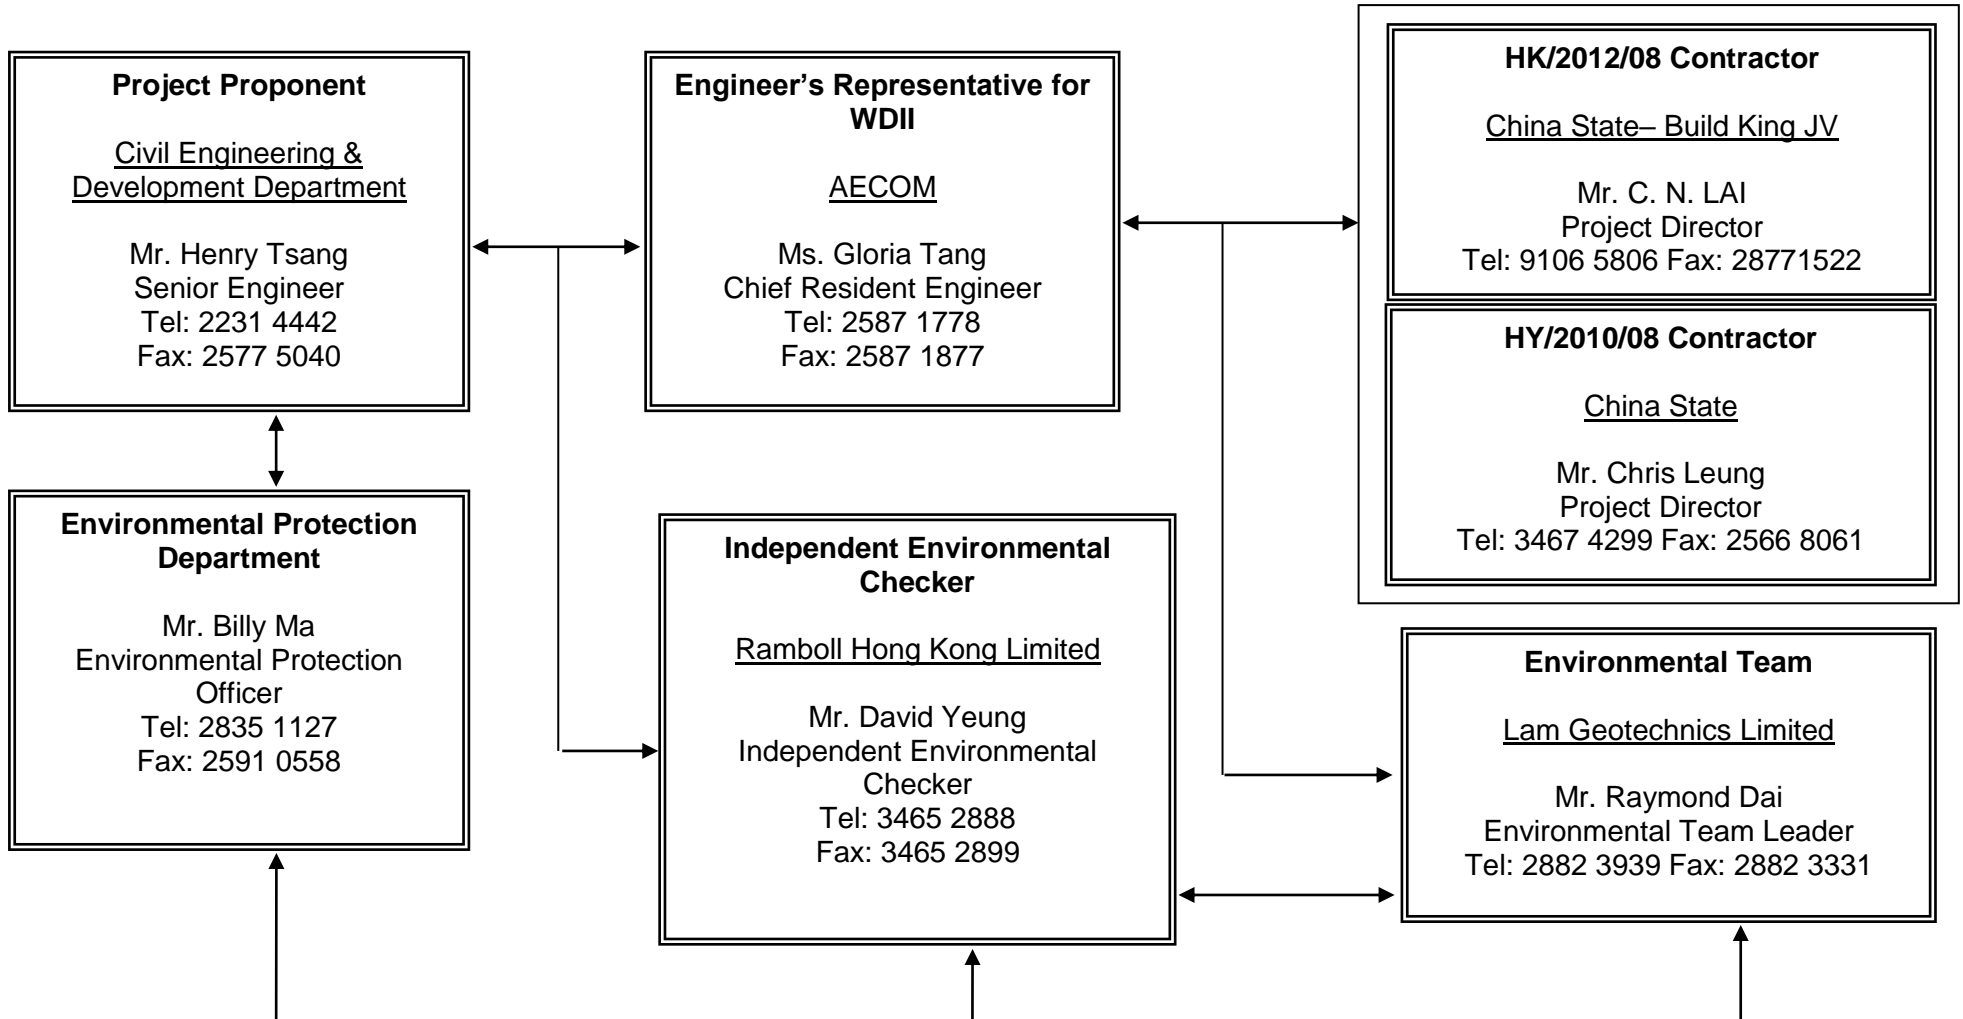 Project Proponent
Civil Engineering &
Development Department
Mr. Henry Tsang
Senior Engineer
Tel: 2231 4442
Fax: 2577 5040
Engineer’s Representative for
WDII
AECOM
Ms. Gloria Tang
Chief Resident Engineer
Tel: 2587 1778
Fax: 2587 1877
HK/2012/08 Contractor
China State– Build King JV
Mr. C. N. LAI
Project Director
Tel: 9106 5806 Fax: 28771522
HY/2010/08 Contractor
China State
Mr. Chris Leung
Project Director
Tel: 3467 4299 Fax: 2566 8061
Environmental Protection
Department
Mr. Billy Ma
Environmental Protection
Officer
Tel: 2835 1127
Fax: 2591 0558
Independent Environmental
Checker
Ramboll Hong Kong Limited
Mr. David Yeung
Independent Environmental
Checker
Tel: 3465 2888
Fax: 3465 2899
Environmental Team
Lam Geotechnics Limited
Mr. Raymond Dai
Environmental Team Leader
Tel: 2882 3939 Fax: 2882 3331